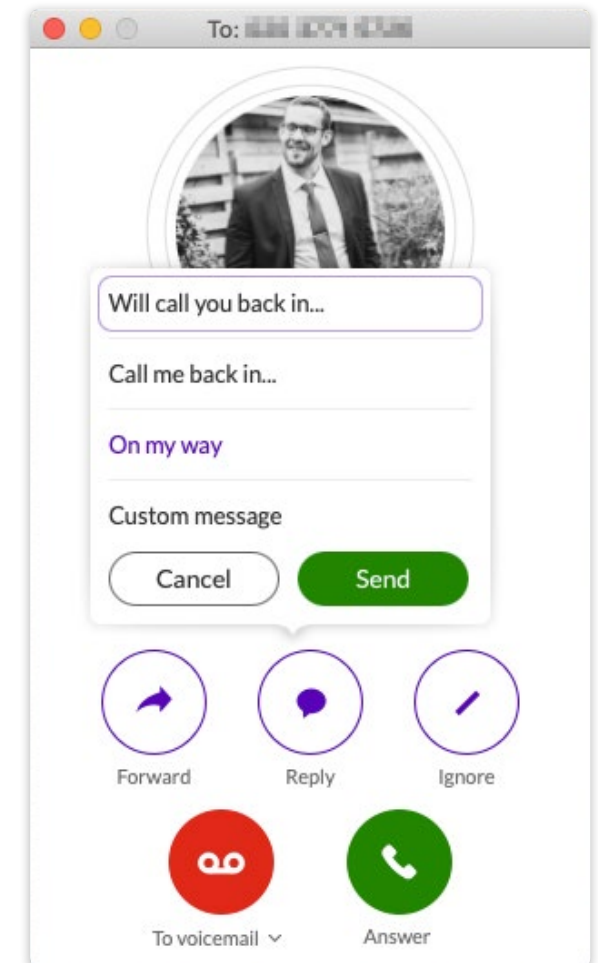 To:
Will call you back in...
Call me back in...
On my way
Custom message
Cancel Send
Forward Reply Ignore
To voicemail Answer